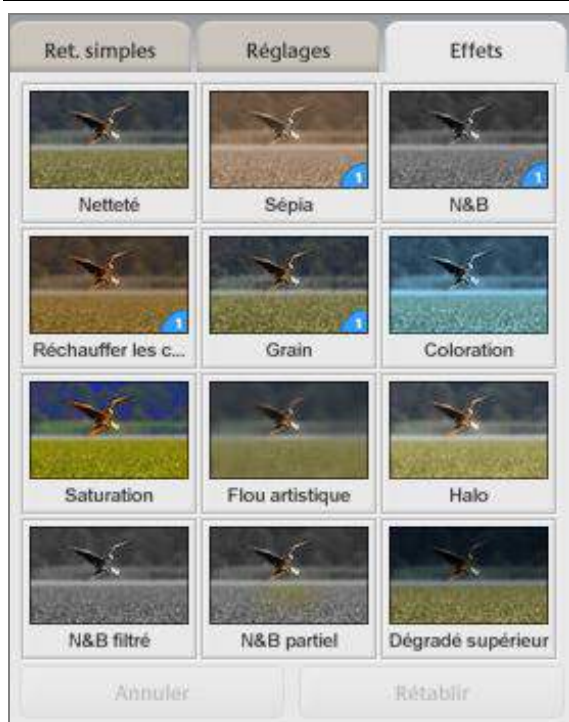 Ret. simples Réglages Effets
Netteté Sépia 1 N&B 1
Réchauffer les c... 1 Grain 1 Coloration
Saturation Flou artistique Halo
N&B filtré N&B partiel Dégradé supérieur
Annuler Rétablir